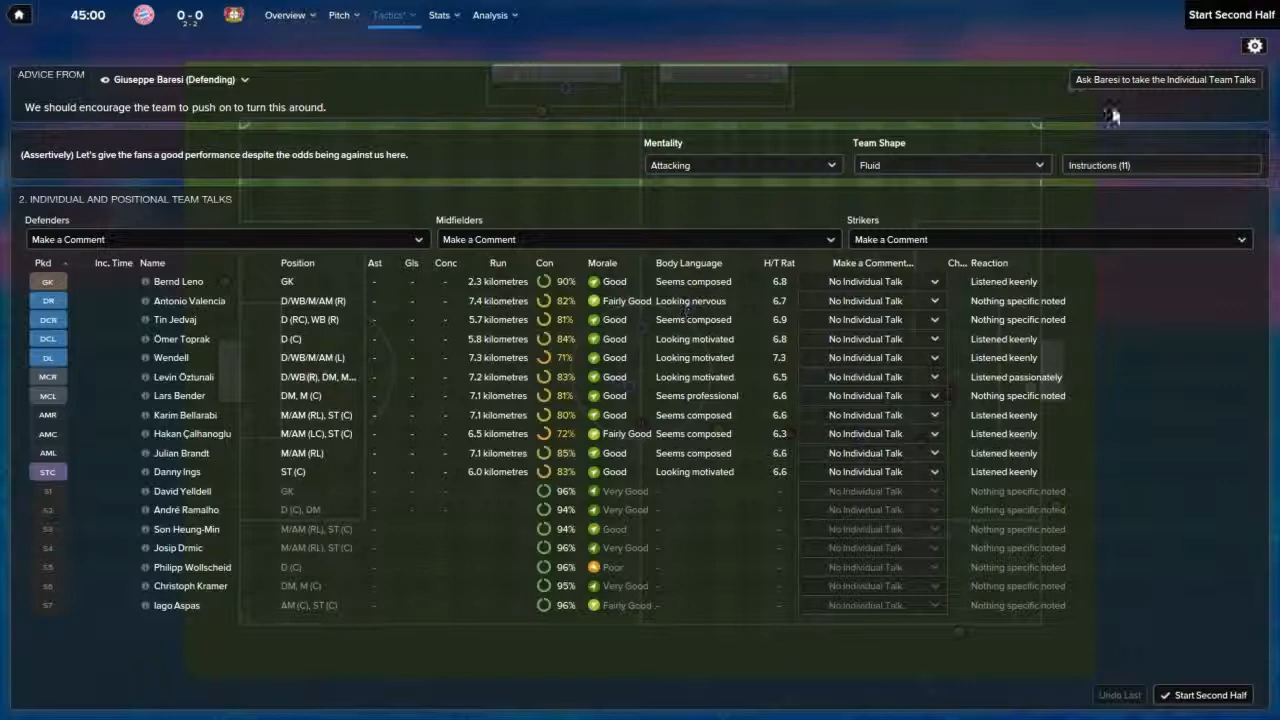 45:00 0 - 0 Overview Pitch Tactics* Stats Analysis Start Second Half
2 - 2
ADVICE FROM Giuseppe Baresi (Defending) Ask Baresi to take the Individual Team Talks
We should encourage the team to push on to turn this around.
Mentality Team Shape
(Assertively) Let's give the fans a good performance despite the odds being against us here.
Attacking Fluid Instructions (11)
2. INDIVIDUAL AND POSITIONAL TEAM TALKS
Defenders Midfielders Strikers
Make a Comment Make a Comment Make a Comment
Pkd Inc. Time Name Position Ast Gls Conc Run Con Morale Body Language H/T Rat Make a Comment... Ch... Reaction
GK Bernd Leno GK - - - 2.3 kilometres 90% Good Seems composed 6.8 No Individual Talk Listened keenly
DR Antonio Valencia D/WB/M/AM (R) - - - 7.4 kilometres 82% Fairly Good Looking nervous 6.7 No Individual Talk Nothing specific noted
DCR Tin Jedvaj D (RC), WB (R) - - - 5.7 kilometres 81% Good Seems composed 6.9 No Individual Talk Nothing specific noted
DCL Ömer Toprak D (C) - - - 5.8 kilometres 84% Good Looking motivated 6.8 No Individual Talk Listened keenly
DL Wendell D/WB/M/AM (L) - - - 7.3 kilometres 71% Good Looking motivated 7.3 No Individual Talk Listened keenly
MCR Levin Öztunali D/WB (R), DM, M... - - - 7.2 kilometres 83% Good Looking motivated 6.5 No Individual Talk Listened passionately
MCL Lars Bender DM, M (C) - - - 7.1 kilometres 81% Good Seems professional 6.6 No Individual Talk Nothing specific noted
AMR Karim Bellarabi M/AM (RL), ST (C) - - - 7.1 kilometres 80% Good Seems composed 6.6 No Individual Talk Listened keenly
AMC Hakan Çalhanoglu M/AM (LC), ST (C) - - - 6.5 kilometres 72% Fairly Good Seems composed 6.3 No Individual Talk Listened keenly
AML Julian Brandt M/AM (RL) - - - 7.1 kilometres 85% Good Seems composed 6.6 No Individual Talk Listened keenly
STC Danny Ings ST (C) - - - 6.0 kilometres 83% Good Looking motivated 6.6 No Individual Talk Listened keenly
S1 David Yelldell GK - - - 96% Very Good - - No Individual Talk Nothing specific noted
S2 André Ramalho D (C), DM - - - 94% Very Good - - No Individual Talk Nothing specific noted
S3 Son Heung-Min M/AM (RL), ST (C) - 94% Good - - No Individual Talk Nothing specific noted
S4 Josip Drmic M/AM (RL), ST (C) - 96% Very Good - - No Individual Talk Nothing specific noted
S5 Philipp Wollscheid D (C) - 96% Poor - - No Individual Talk Nothing specific noted
S6 Christoph Kramer DM, M (C) - 95% Very Good - - No Individual Talk Nothing specific noted
S7 Iago Aspas AM (C), ST (C) - 96% Fairly Good - - No Individual Talk Nothing specific noted
Undo Last Start Second Half